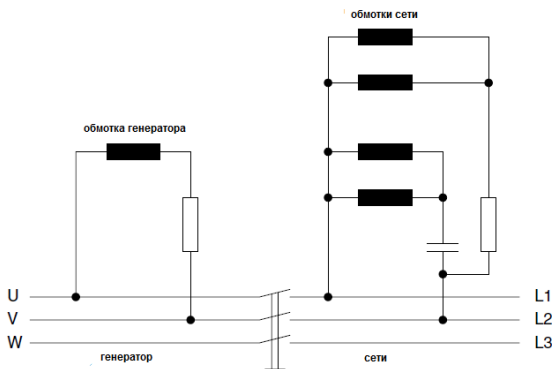 обмотки сети
обмотка генератора
U L1
V L2
W L3
генератор сети